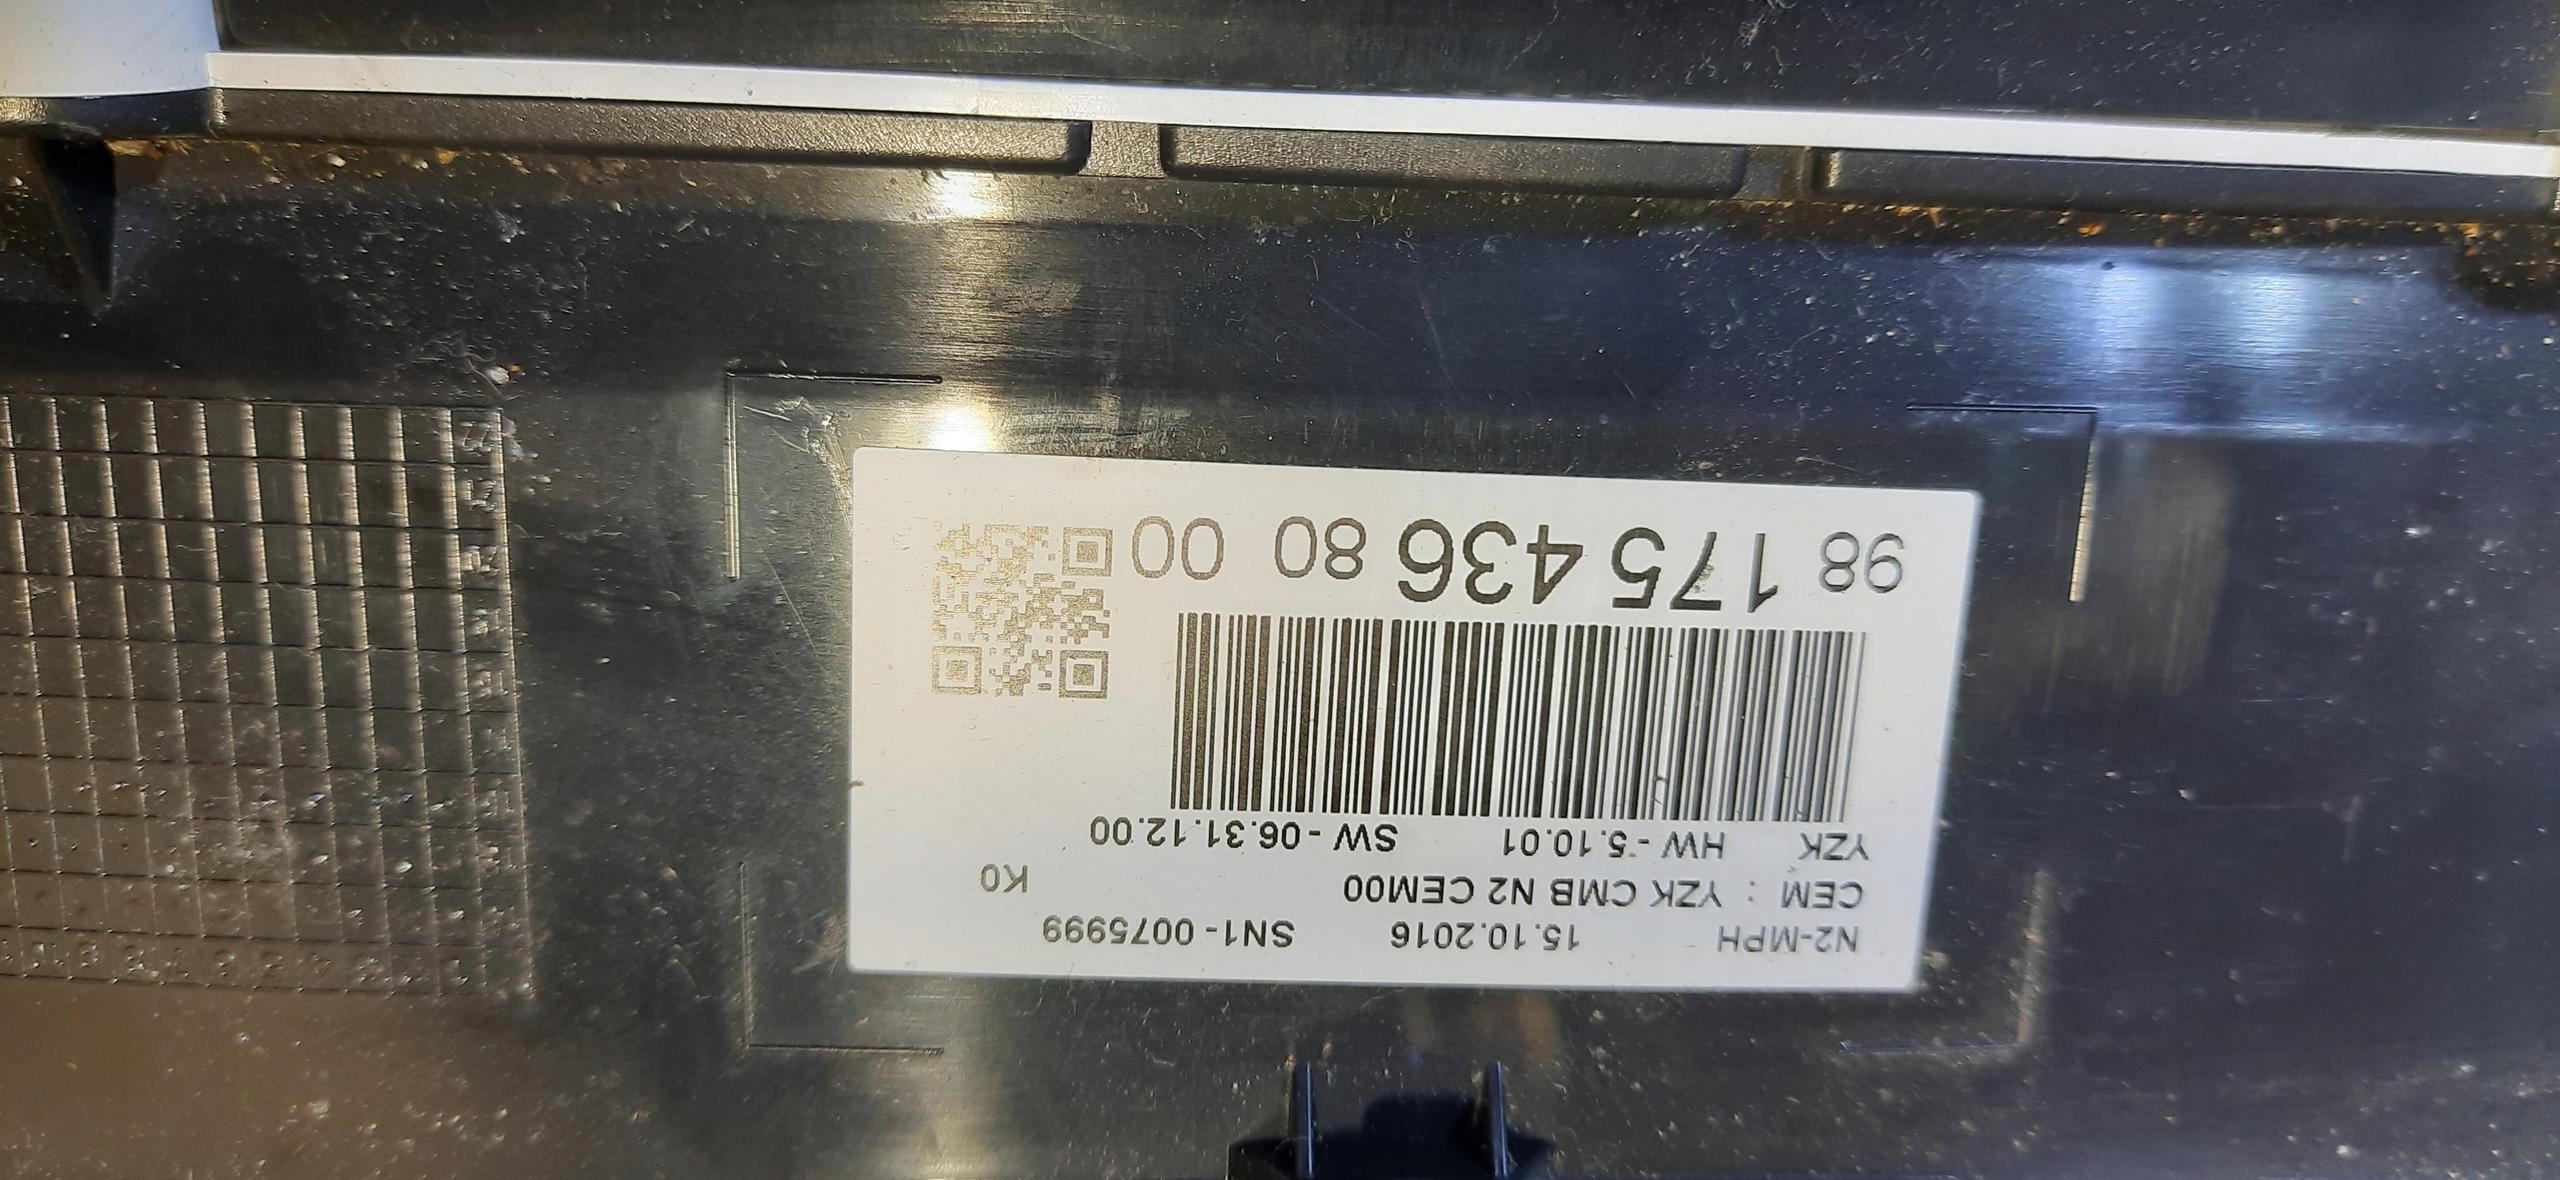 98 175 436 80 00
YZK HW - 5.10.01 SW - 06.31.12.00
CEM : YZK CMB N2 CEM00 K0
N2-MPH 15.10.2016 SN1- 0075999